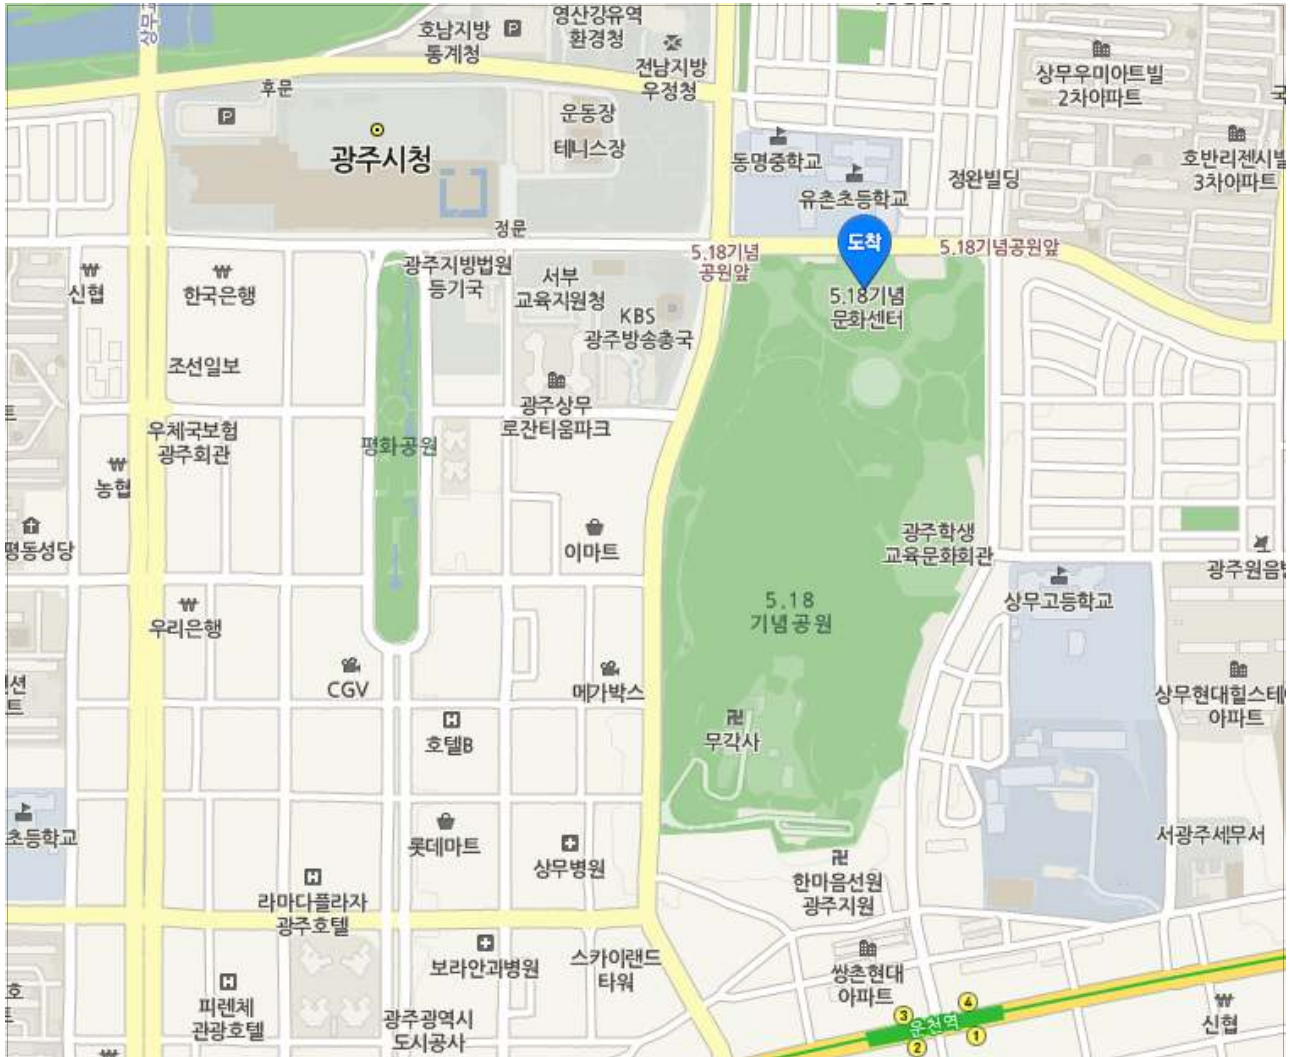 호남지방
통계청
P
영산강유역
환경청
전남지방
우정청
후문
P
광주시청
운동장
테니스장
동명중학교
유촌초등학교
정완빌딩
상무우미아트빌
2차아파트
호반리젠시빌
3차아파트
정문
도착
5.18기념
공원앞
5.18기념공원앞
5.18기념
문화센터
₩
신협
₩
한국은행
광주지방법원
등기국
서부
교육지원청
KBS
광주방송총국
조선일보
광주상무
로잔티움파크
우체국보험
광주회관
평화공원
₩
농협
평동성당
이마트
광주학생
교육문화회관
광주원음방
상무고등학교
5.18
기념공원
₩
우리은행
CGV
메가박스
상무현대힐스테이
아파트
H
호텔B
卍
무각사
초등학교
롯데마트
상무병원
서광주세무서
卍
한마음선원
광주지원
H
라마다플라자
광주호텔
보라안과병원
스카이랜드
타워
쌍촌현대
아파트
H
피렌체
관광호텔
광주광역시
도시공사
3
4
운천역
2
1
₩
신협
₩